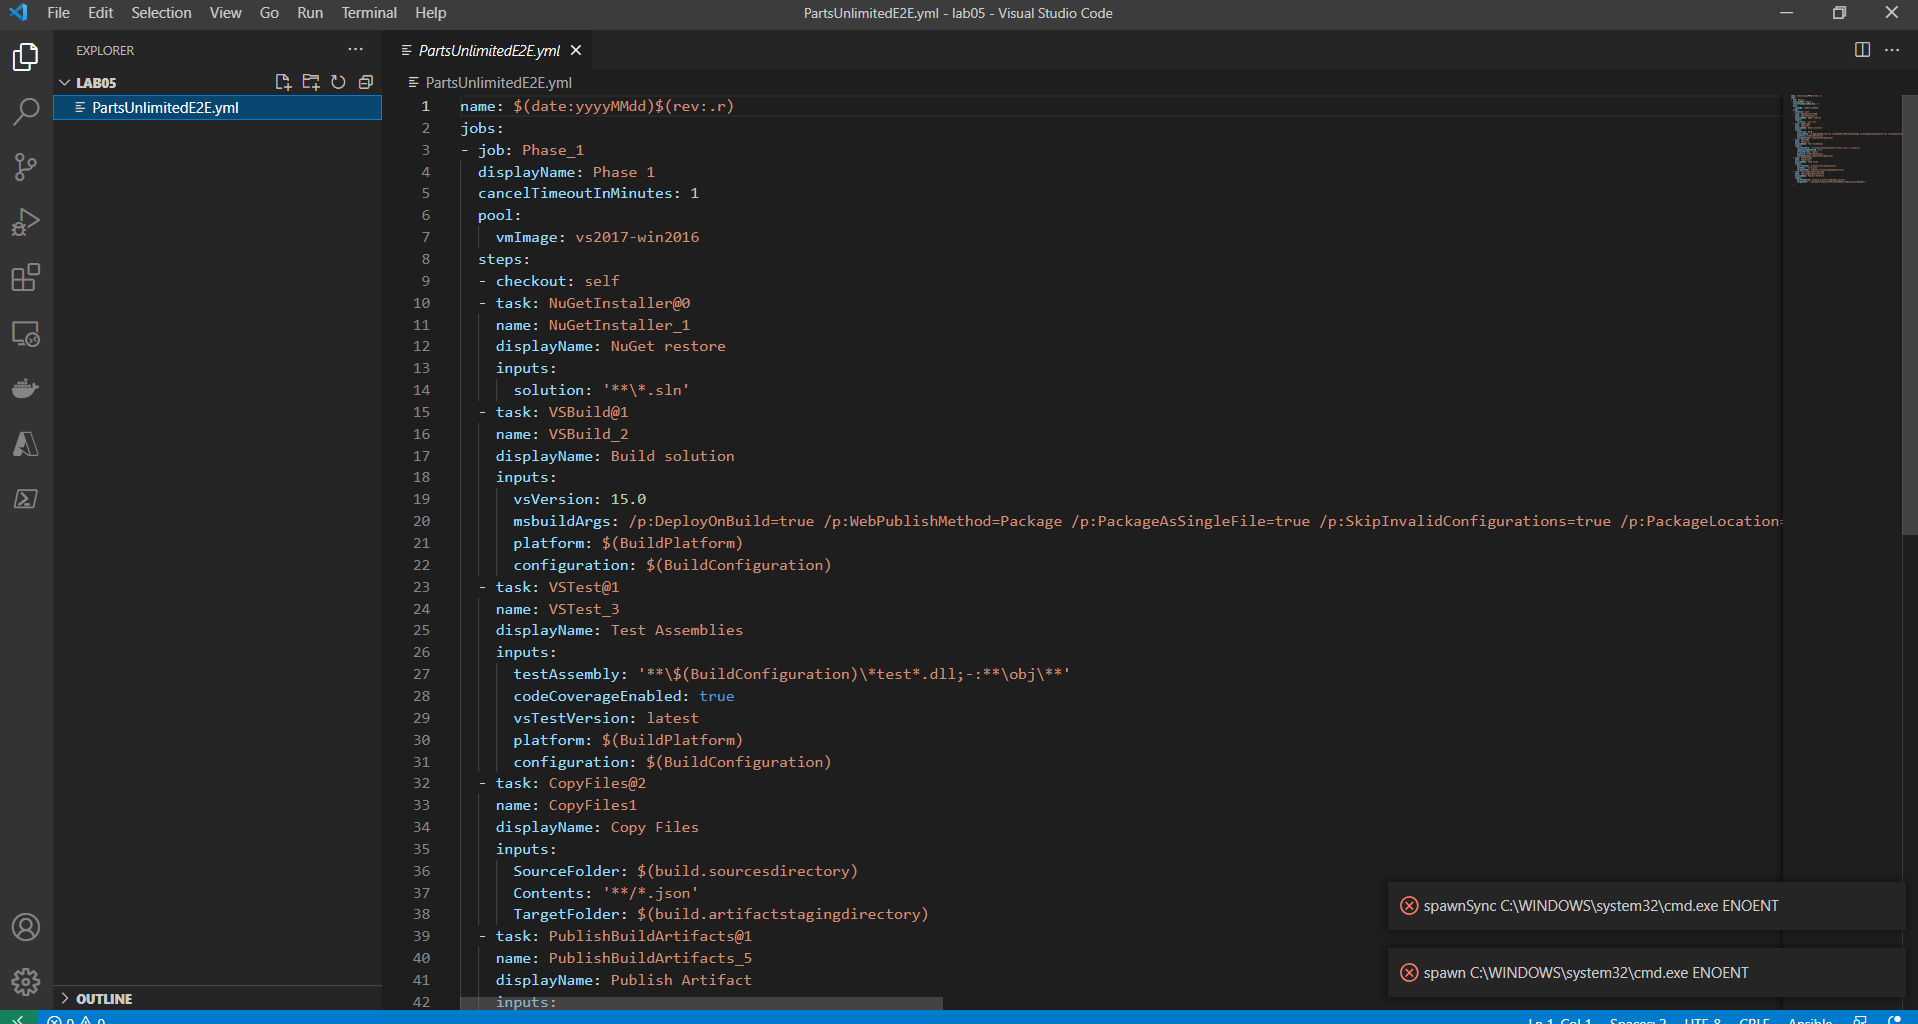 File Edit Selection View Go Run Terminal Help
PartsUnlimitedE2E.yml - lab05 - Visual Studio Code
EXPLORER
LAB05
PartsUnlimitedE2E.yml
OUTLINE
PartsUnlimitedE2E.yml
PartsUnlimitedE2E.yml
1 name: $(date:yyyyMMdd)$(rev:.r)
2 jobs:
3 - job: Phase_1
4 displayName: Phase 1
5 cancelTimeoutInMinutes: 1
6 pool:
7 vmImage: vs2017-win2016
8 steps:
9 - checkout: self
10 - task: NuGetInstaller@0
11 name: NuGetInstaller_1
12 displayName: NuGet restore
13 inputs:
14 solution: '**\*.sln'
15 - task: VSBuild@1
16 name: VSBuild_2
17 displayName: Build solution
18 inputs:
19 vsVersion: 15.0
20 msbuildArgs: /p:DeployOnBuild=true /p:WebPublishMethod=Package /p:PackageAsSingleFile=true /p:SkipInvalidConfigurations=true /p:PackageLocation=
21 platform: $(BuildPlatform)
22 configuration: $(BuildConfiguration)
23 - task: VSTest@1
24 name: VSTest_3
25 displayName: Test Assemblies
26 inputs:
27 testAssembly: '**\$(BuildConfiguration)\*test*.dll;-:**\obj\**'
28 codeCoverageEnabled: true
29 vsTestVersion: latest
30 platform: $(BuildPlatform)
31 configuration: $(BuildConfiguration)
32 - task: CopyFiles@2
33 name: CopyFiles1
34 displayName: Copy Files
35 inputs:
36 SourceFolder: $(build.sourcesdirectory)
37 Contents: '**/*.json'
38 TargetFolder: $(build.artifactstagingdirectory)
39 - task: PublishBuildArtifacts@1
40 name: PublishBuildArtifacts_5
41 displayName: Publish Artifact
42 inputs:
spawnSync C:\WINDOWS\system32\cmd.exe ENOENT
spawn C:\WINDOWS\system32\cmd.exe ENOENT
0 0
Ln 1, Col 1 Spaces: 2 UTF-8 CRLF Ansible